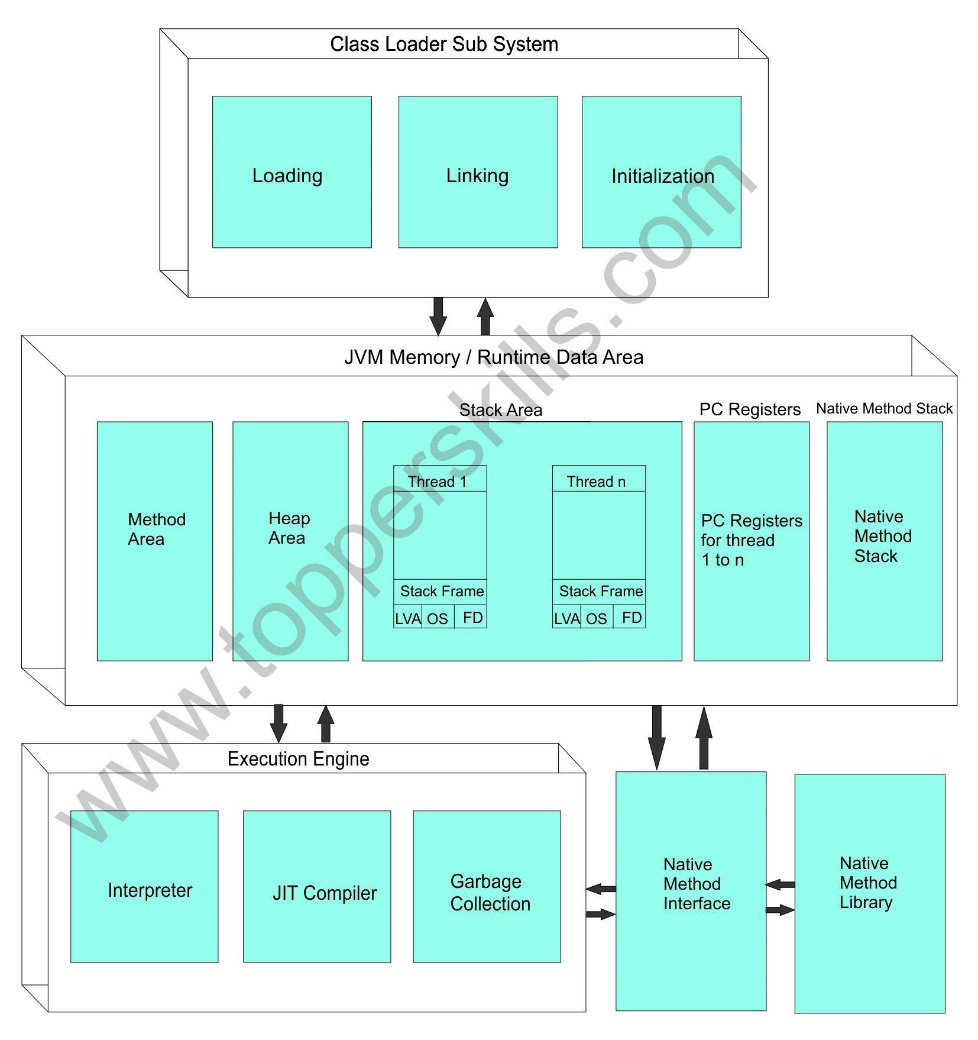 Class Loader Sub System
Loading
Linking
Initialization
JVM Memory / Runtime Data Area
Stack Area
PC Registers
Native Method Stack
Method
Area
Heap
Area
Thread 1
Stack Frame
LVA OS FD
Thread n
Stack Frame
LVA OS FD
PC Registers
for thread
1 to n
Native
Method
Stack
Execution Engine
Interpreter
JIT Compiler
Garbage
Collection
Native
Method
Interface
Native
Method
Library
www.topperskills.com